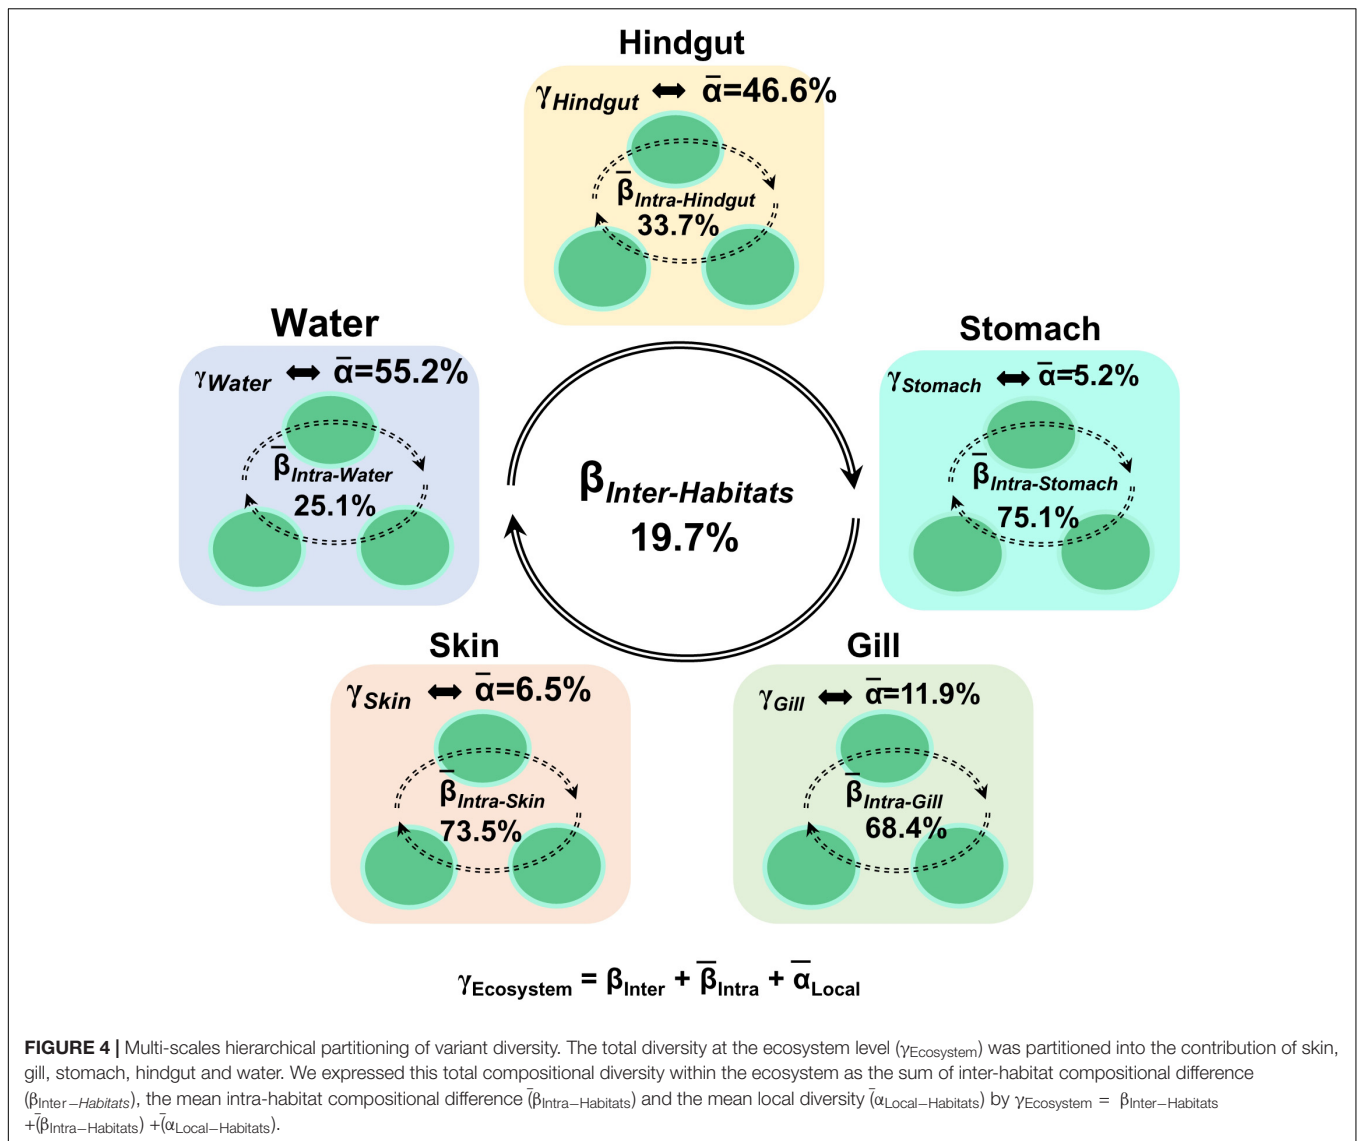 Hindgut
γHindgut ↔ ᾱ=46.6%
β̄Intra-Hindgut
33.7%
Water
γWater ↔ ᾱ=55.2%
β̄Intra-Water
25.1%
Stomach
γStomach ↔ ᾱ=5.2%
β̄Intra-Stomach
75.1%
βInter-Habitats
19.7%
Skin
γSkin ↔ ᾱ=6.5%
β̄Intra-Skin
73.5%
Gill
γGill ↔ ᾱ=11.9%
β̄Intra-Gill
68.4%
γEcosystem = βInter + β̄Intra + ᾱLocal
FIGURE 4 | Multi-scales hierarchical partitioning of variant diversity. The total diversity at the ecosystem level (γEcosystem) was partitioned into the contribution of skin,
gill, stomach, hindgut and water. We expressed this total compositional diversity within the ecosystem as the sum of inter-habitat compositional difference
(βInter−Habitats), the mean intra-habitat compositional difference (β̄Intra−Habitats) and the mean local diversity (ᾱLocal−Habitats) by γEcosystem = βInter−Habitats
+(β̄Intra−Habitats) +(ᾱLocal−Habitats).